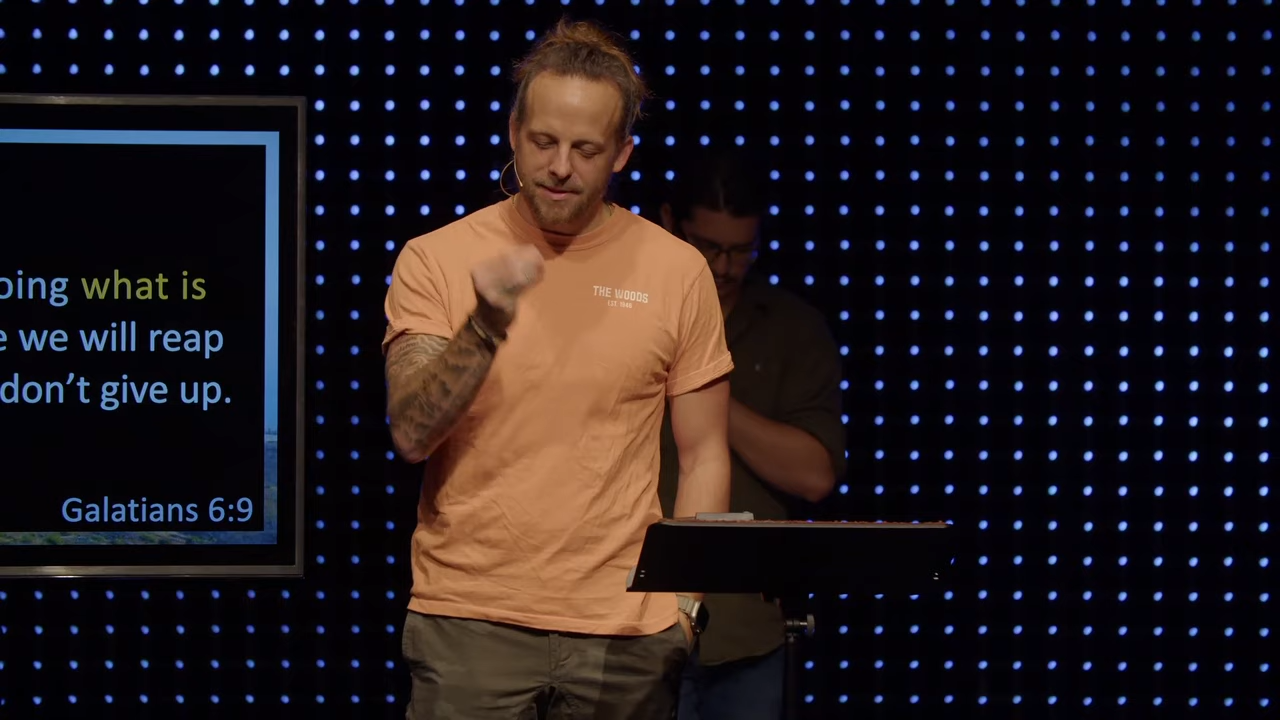 oing what is
e we will reap
don't give up.
Galatians 6:9
THE WOODS